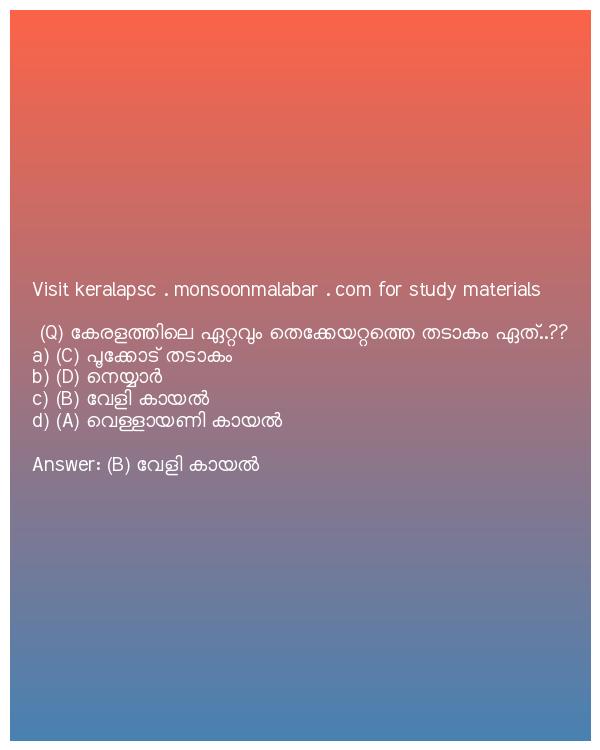 Visit keralapsc . monsoonmalabar . com for study materials
(Q) കേരളത്തിലെ ഏറ്റവും തെക്കേയറ്റത്തെ തടാകം ഏത്..??
a) (C) പൂക്കോട് തടാകം
b) (D) നെയ്യാർ
c) (B) വേളി കായൽ
d) (A) വെള്ളായണി കായൽ
Answer: (B) വേളി കായൽ